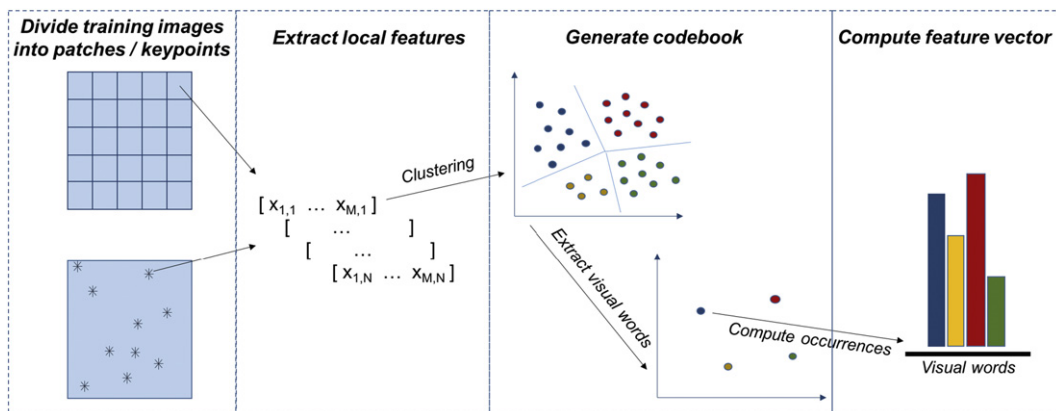 Divide training images
into patches / keypoints
Extract local features
Generate codebook
Compute feature vector
[ x1,1 ... xM,1 ]
[ ... ]
[ ... ]
[ x1,N ... xM,N ]
Clustering
Extract visual words
Compute occurrences
Visual words